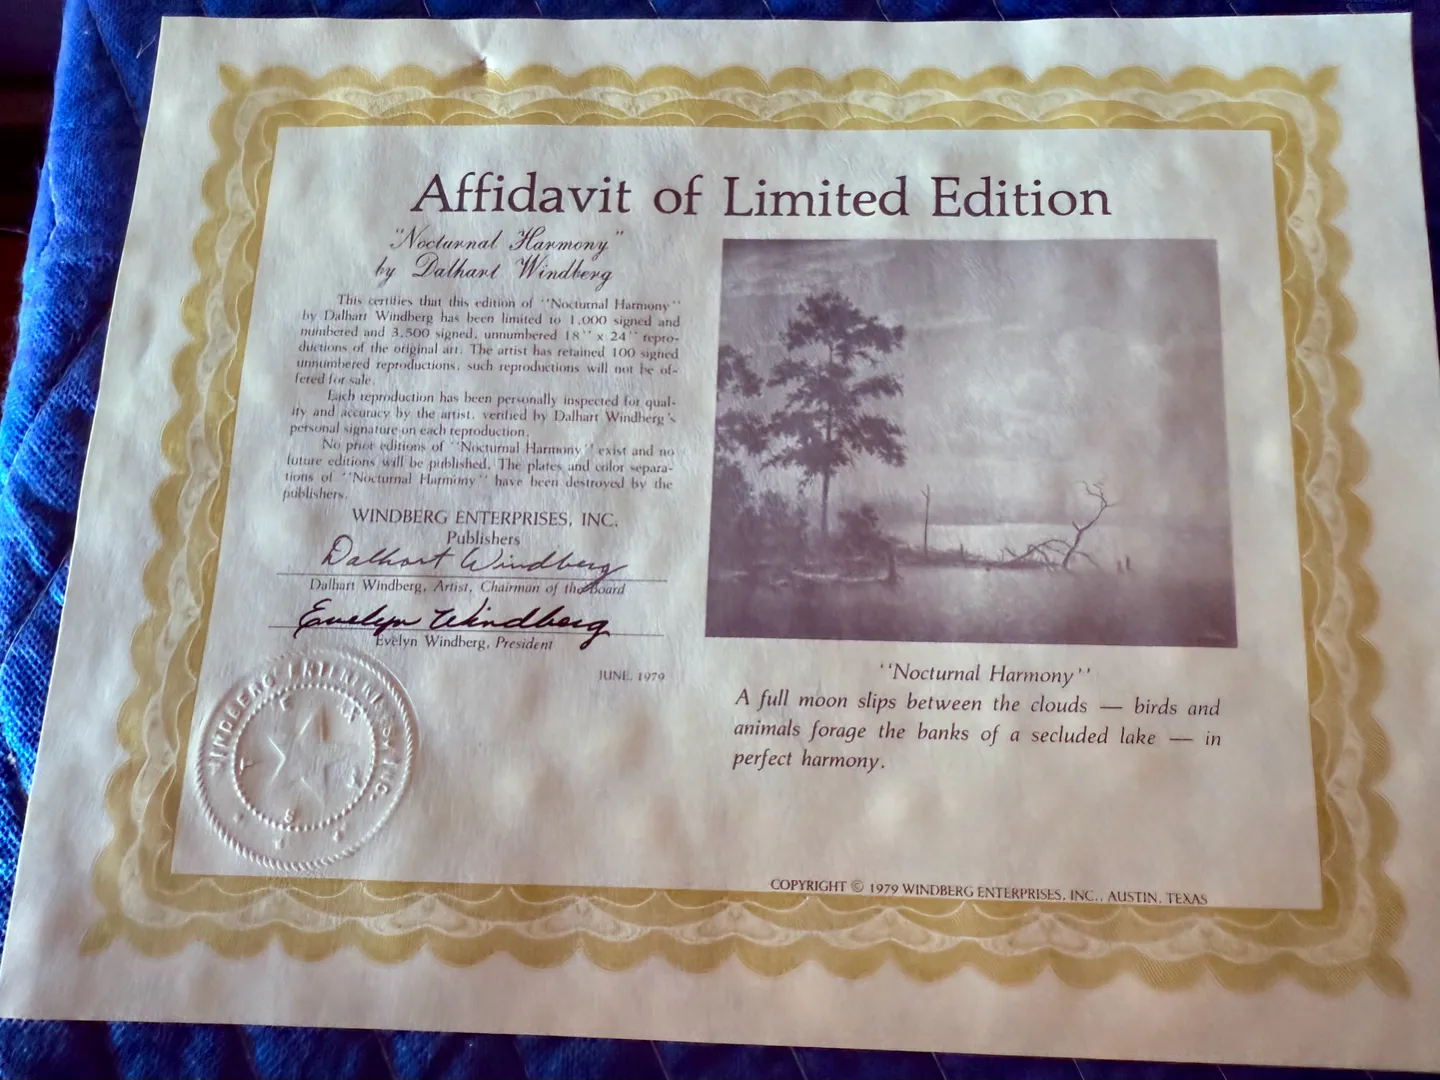 Affidavit of Limited Edition
"Nocturnal Harmony"
by Dalhart Windberg
This certifies that this edition of "Nocturnal Harmony"
by Dalhart Windberg has been limited to 1,000 signed and
numbered and 3,500 signed, unnumbered 18" x 24" repro-
ductions of the original art. The artist has retained 100 signed
unnumbered reproductions, such reproductions will not be of-
fered for sale.
Each reproduction has been personally inspected for qual-
ity and accuracy by the artist, verified by Dalhart Windberg's
personal signature on each reproduction.
No prior editions of "Nocturnal Harmony" exist and no
future editions will be published. The plates and color separa-
tions of "Nocturnal Harmony" have been destroyed by the
publishers.
WINDBERG ENTERPRISES, INC.
Publishers
Dalhart Windberg
Dalhart Windberg, Artist, Chairman of the Board
Evelyn Windberg
Evelyn Windberg, President
JUNE, 1979
"Nocturnal Harmony"
A full moon slips between the clouds — birds and
animals forage the banks of a secluded lake — in
perfect harmony.
COPYRIGHT © 1979 WINDBERG ENTERPRISES, INC., AUSTIN, TEXAS